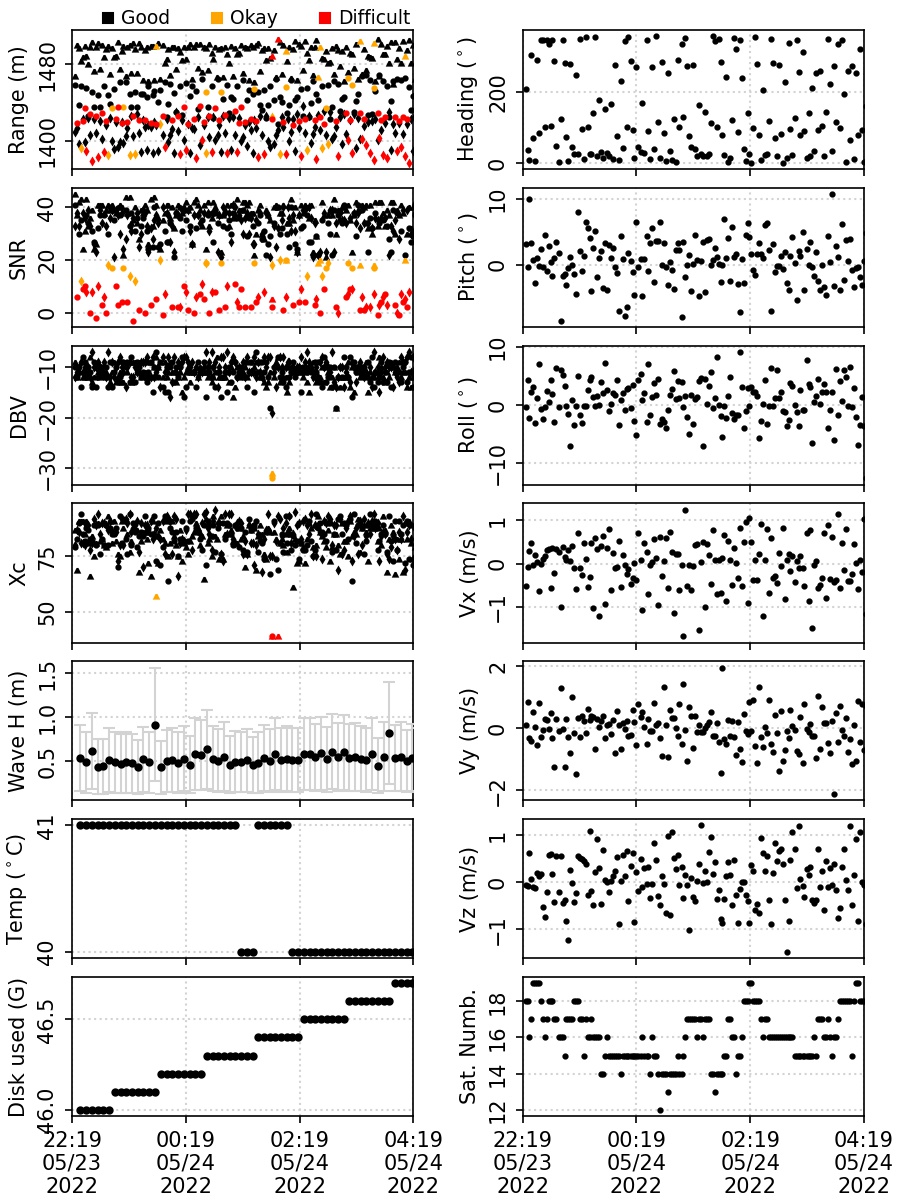 Good Okay Difficult
Range (m)
1480
1400
Heading (°)
200
0
SNR
40
20
0
Pitch (°)
10
0
DBV
−10
−20
−30
Roll (°)
10
0
−10
Xc
75
50
Vx (m/s)
1
0
−1
Wave H (m)
1.5
1.0
0.5
Vy (m/s)
2
0
−2
Temp (°C)
41
40
Vz (m/s)
1
0
−1
Disk used (G)
46.5
46.0
Sat. Numb.
18
16
14
12
22:19 00:19 02:19 04:19 22:19 00:19 02:19 04:19
05/23 05/24 05/24 05/24 05/23 05/24 05/24 05/24
2022 2022 2022 2022 2022 2022 2022 2022